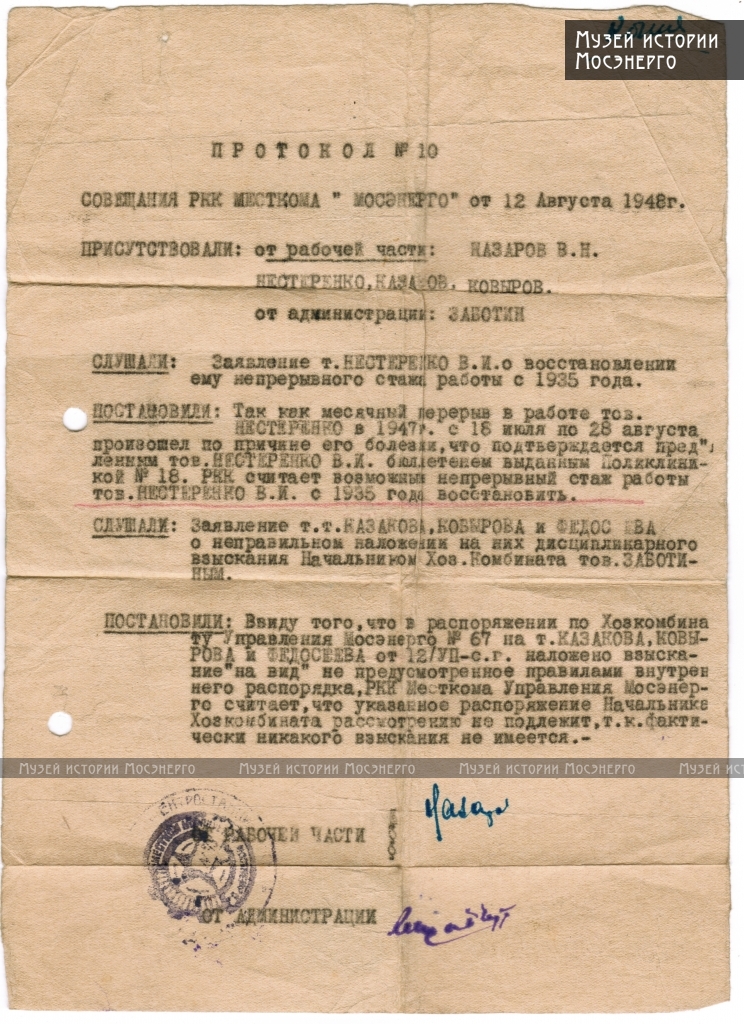 Копия
Музей истории
Мосэнерго
ПРОТОКОЛ № 10
СОВЕЩАНИЯ РКК МЕСТКОМА " МОСЭНЕРГО" от 12 Августа 1948г.
ПРИСУТСТВОВАЛИ: от рабочей части: НАЗАРОВ В.Н.
НЕСТЕРЕНКО,КАЗАКОВ, КОВЫРОВ.
от администрации: ЗАБОТИН
СЛУШАЛИ: Заявление т.НЕСТЕРЕНКО В.И.о восстановлении
ему непрерывного стажа работы с 1935 года.
ПОСТАНОВИЛИ: Так как месячный перерыв в работе тов.
НЕСТЕРЕНКО в 1947г. с 18 июля по 28 августа
произошел по причине его болезни,что подтверждается пред"я
ленным тов.НЕСТЕРЕНКО В.И. бюллетенем выданным Поликлини-
кой № 18. РКК считает возможным непрерывный стаж работы
тов.НЕСТЕРЕНКО В.И. с 1935 года восстановить.
СЛУШАЛИ: Заявление т.т.КАЗАКОВА,КОБЫРОВА и ФЕДОС ЕВА
о неправильном наложении на них дисциплинарного
взыскания Начальником Хоз.Комбината тов.ЗАБОТИ-
НЫМ.
ПОСТАНОВИЛИ: Ввиду того,что в распоряжении по Хозкомбина
ту Управления Мосэнерго № 67 на т.КАЗАКОВА,КОВЫ-
РОВА и ФЕДОСЕЕВА от 12/УП-с.г. наложено взыска-
ние"на вид" не предусмотренное правилами внутрен
него распорядка,РКК Месткома Управления Мосэнер-
го считает,что указанное распоряжение Начальника
Хозкомбината рассмотрению не подлежит,т.к.факти-
чески никакого взыскания не имеется.-
Музей истории Мосэнерго Музей истории Мосэнерго Музей истории
РАБОЧЕЙ ЧАСТИ
ОТ АДМИНИСТРАЦИИ